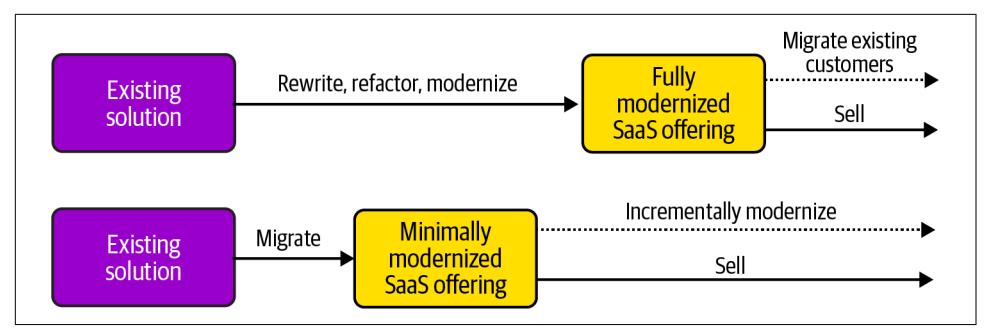 Existing
solution
Rewrite, refactor, modernize
Fully
modernized
SaaS offering
Migrate existing
customers
Sell
Existing
solution
Migrate
Minimally
modernized
SaaS offering
Incrementally modernize
Sell